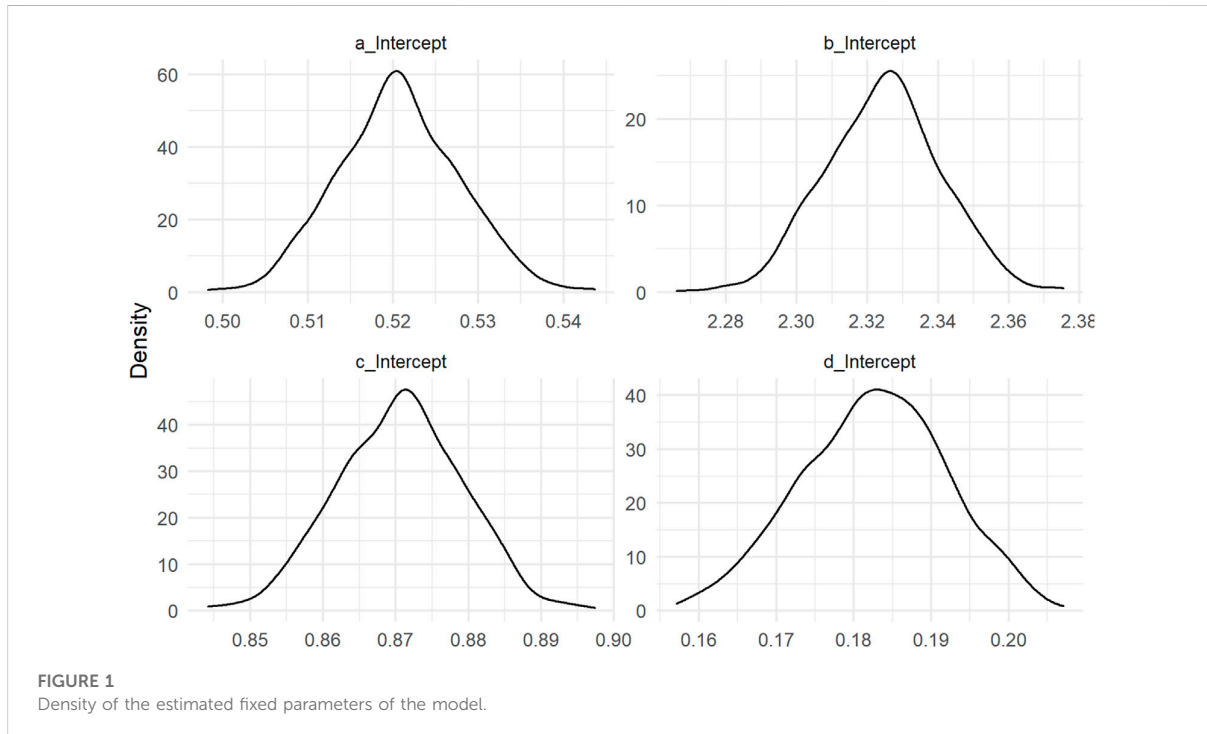 a_Intercept
b_Intercept
60
40
20
0
20
10
0
0.50 0.51 0.52 0.53 0.54
2.28 2.30 2.32 2.34 2.36 2.38
Density
c_Intercept
d_Intercept
40
30
20
10
0
40
30
20
10
0
0.85 0.86 0.87 0.88 0.89 0.90
0.16 0.17 0.18 0.19 0.20
FIGURE 1
Density of the estimated fixed parameters of the model.